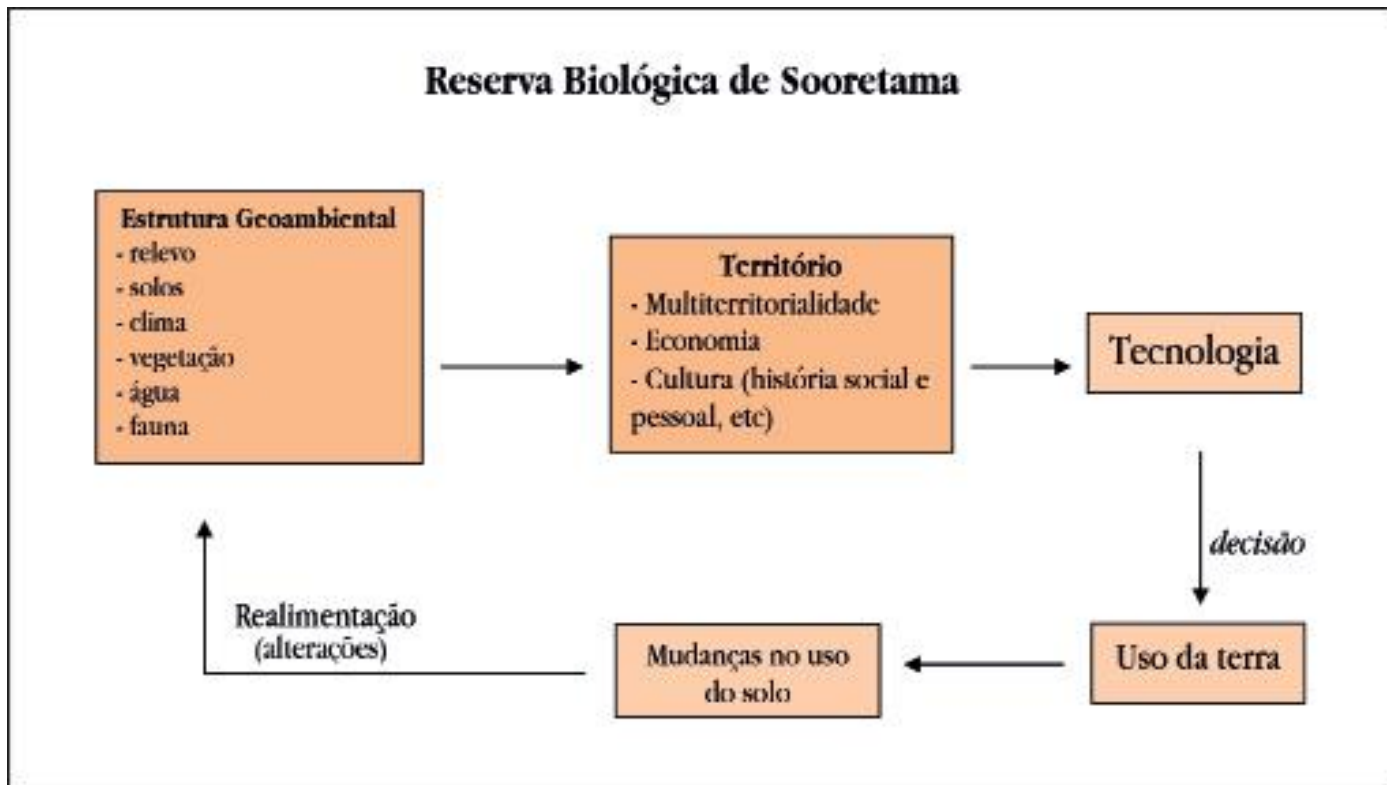 Reserva Biológica de Sooretama
Estrutura Geoambiental
- relevo
- solos
- clima
- vegetação
- água
- fauna
Território
- Multiterritorialidade
- Economia
- Cultura (história social e
pessoal, etc)
Tecnologia
decisão
Uso da terra
Mudanças no uso
do solo
Realimentação
(alterações)